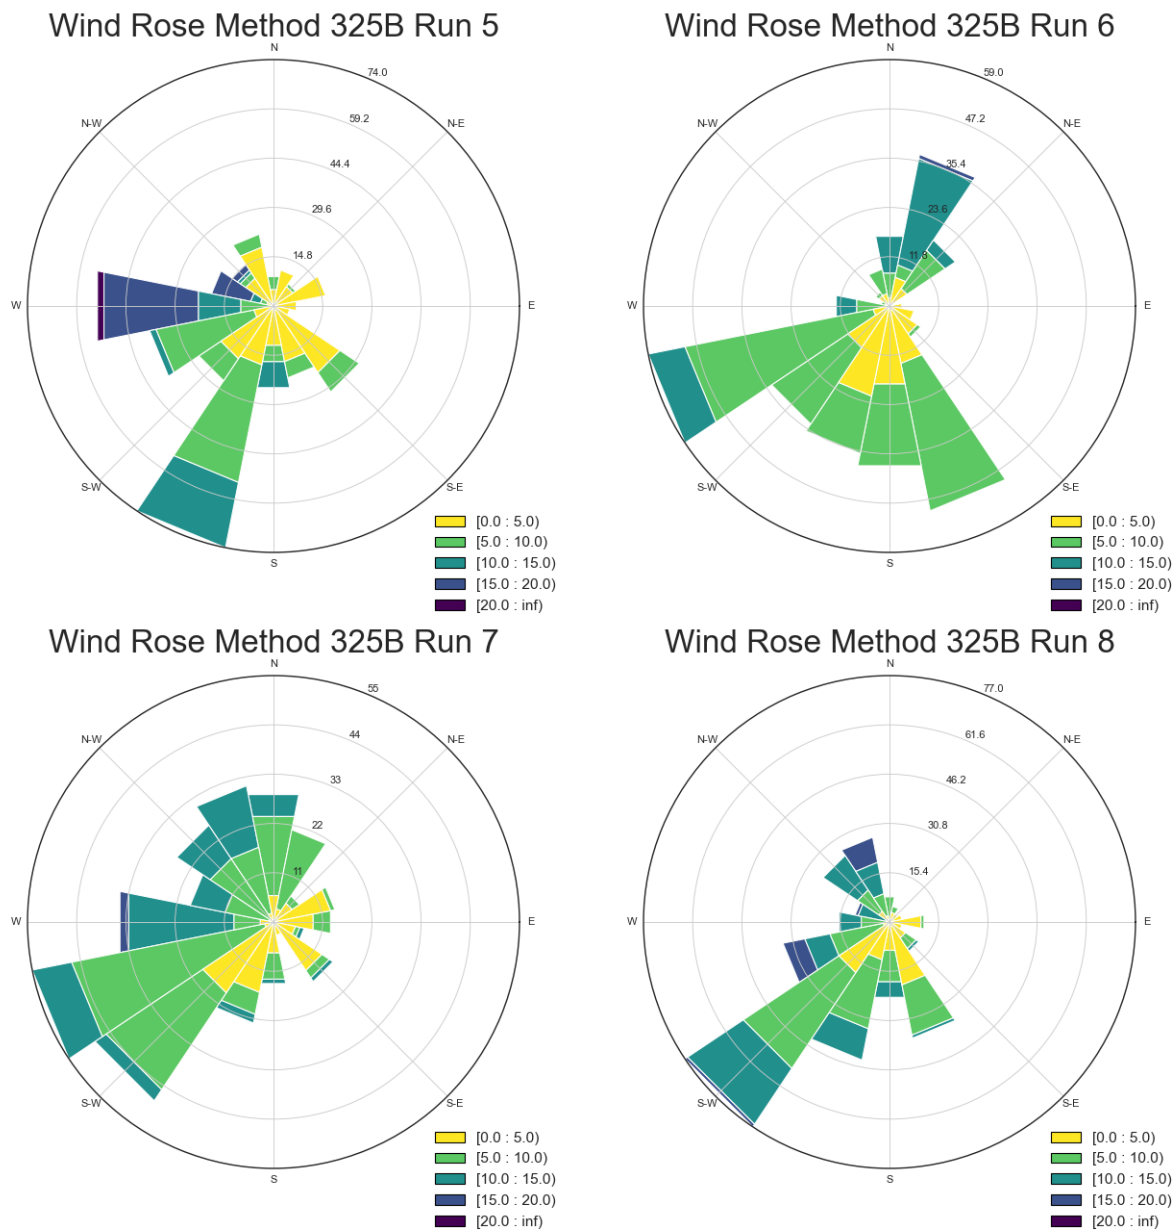 Wind Rose Method 325B Run 5
N
74.0
59.2
N-W
N-E
44.4
29.6
14.8
W
E
S-W
S-E
S
[0.0 : 5.0)
[5.0 : 10.0)
[10.0 : 15.0)
[15.0 : 20.0)
[20.0 : inf)
Wind Rose Method 325B Run 6
N
59.0
47.2
N-W
N-E
35.4
23.6
11.8
W
E
S-W
S-E
S
[0.0 : 5.0)
[5.0 : 10.0)
[10.0 : 15.0)
[15.0 : 20.0)
[20.0 : inf)
Wind Rose Method 325B Run 7
N
55
44
N-W
N-E
33
22
11
W
E
S-W
S-E
S
[0.0 : 5.0)
[5.0 : 10.0)
[10.0 : 15.0)
[15.0 : 20.0)
[20.0 : inf)
Wind Rose Method 325B Run 8
N
77.0
61.6
N-W
N-E
46.2
30.8
15.4
W
E
S-W
S-E
S
[0.0 : 5.0)
[5.0 : 10.0)
[10.0 : 15.0)
[15.0 : 20.0)
[20.0 : inf)